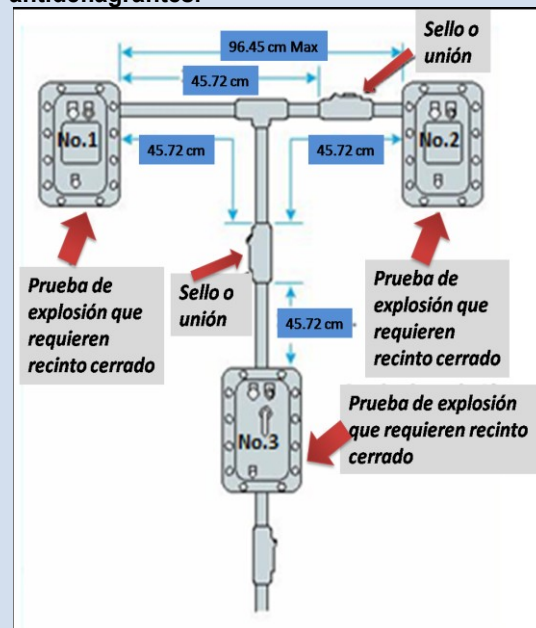 antideflagrantes.
Sello o
unión
96.45 cm Max
45.72 cm
No.1
No.2
45.72 cm
45.72 cm
Prueba de
explosión que
requieren
recinto cerrado
Sello o
unión
Prueba de
explosión que
requieren
recinto cerrado
45.72 cm
No.3
Prueba de explosión
que requieren recinto
cerrado